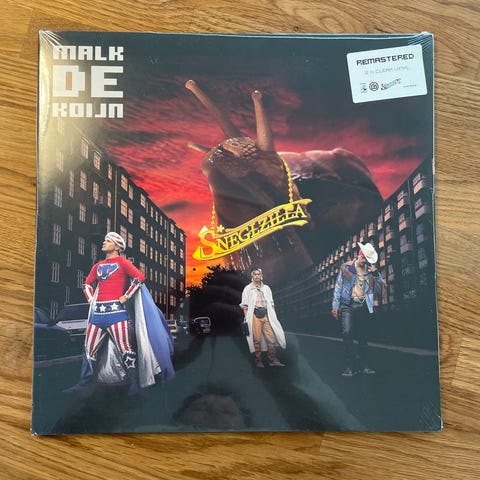 MALK
DE
KOIJN
REMASTERED
SNEGLZILLA